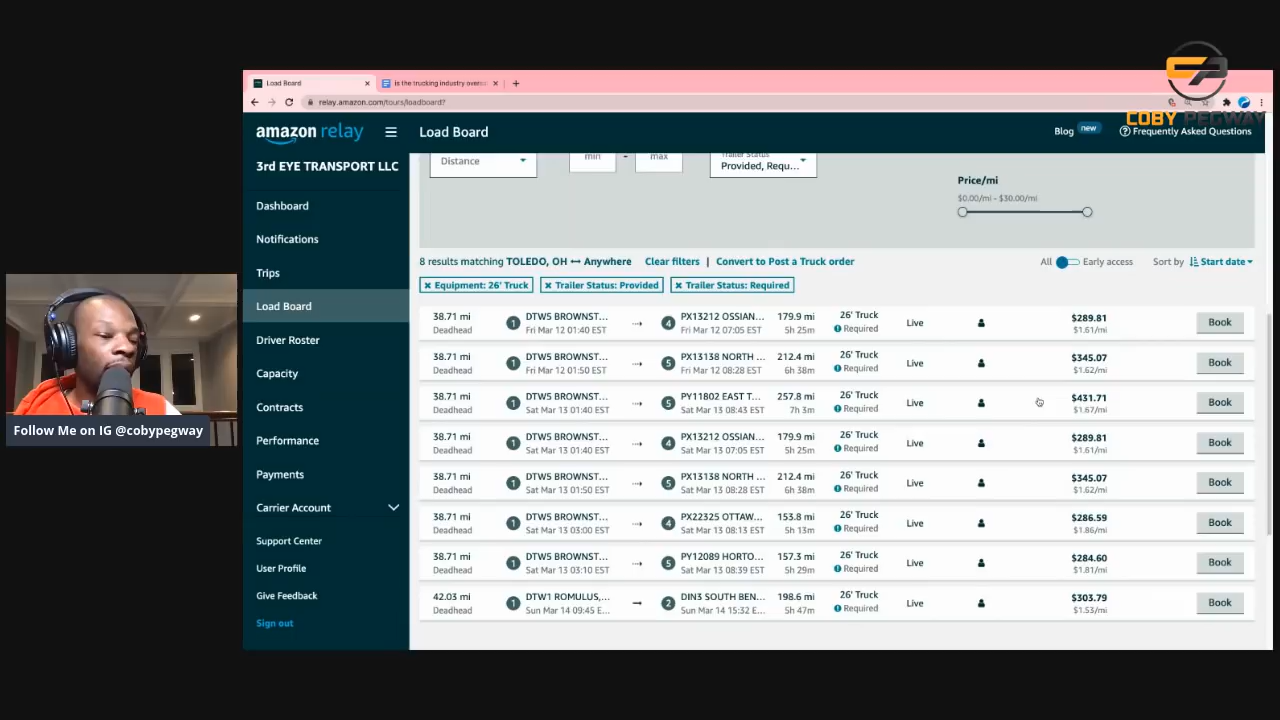 Load Board
is the trucking industry overs
relay.amazon.com/tours/loadboard?
COBY PEGWAY
amazon relay
Load Board
Blog new
Frequently Asked Questions
3rd EYE TRANSPORT LLC
Dashboard
Notifications
Trips
Load Board
Driver Roster
Capacity
Contracts
Performance
Payments
Carrier Account
Support Center
User Profile
Give Feedback
Sign out
Distance
min - max
Trailer Status
Provided, Requ...
Price/mi
$0.00/mi - $30.00/mi
8 results matching TOLEDO, OH ↔ Anywhere Clear filters | Convert to Post a Truck order
All Early access Sort by Start date
× Equipment: 26' Truck × Trailer Status: Provided × Trailer Status: Required
38.71 mi 1 DTW5 BROWNST... 4 PX13212 OSSIAN... 179.9 mi 26' Truck Live $289.81 Book
Deadhead Fri Mar 12 01:40 EST Fri Mar 12 07:05 EST 5h 25m Required $1.61/mi
38.71 mi 1 DTW5 BROWNST... 5 PX13138 NORTH ... 212.4 mi 26' Truck Live $345.07 Book
Deadhead Fri Mar 12 01:50 EST Fri Mar 12 08:28 EST 6h 38m Required $1.62/mi
38.71 mi 1 DTW5 BROWNST... 5 PY11802 EAST T... 257.8 mi 26' Truck Live $431.71 Book
Deadhead Sat Mar 13 01:40 EST Sat Mar 13 08:43 EST 7h 3m Required $1.67/mi
38.71 mi 1 DTW5 BROWNST... 4 PX13212 OSSIAN... 179.9 mi 26' Truck Live $289.81 Book
Deadhead Sat Mar 13 01:40 EST Sat Mar 13 07:05 EST 5h 25m Required $1.61/mi
38.71 mi 1 DTW5 BROWNST... 5 PX13138 NORTH ... 212.4 mi 26' Truck Live $345.07 Book
Deadhead Sat Mar 13 01:50 EST Sat Mar 13 08:28 EST 6h 38m Required $1.62/mi
38.71 mi 1 DTW5 BROWNST... 4 PX22325 OTTAW... 153.8 mi 26' Truck Live $286.59 Book
Deadhead Sat Mar 13 03:00 EST Sat Mar 13 08:13 EST 5h 13m Required $1.86/mi
38.71 mi 1 DTW5 BROWNST... 5 PY12089 HORTO... 157.3 mi 26' Truck Live $284.60 Book
Deadhead Sat Mar 13 03:10 EST Sat Mar 13 08:39 EST 5h 29m Required $1.81/mi
42.03 mi 1 DTW1 ROMULUS,... 2 DIN3 SOUTH BEN... 198.6 mi 26' Truck Live $303.79 Book
Deadhead Sun Mar 14 09:45 E... Sun Mar 14 15:32 E... 5h 47m Required $1.53/mi
Follow Me on IG @cobypegway